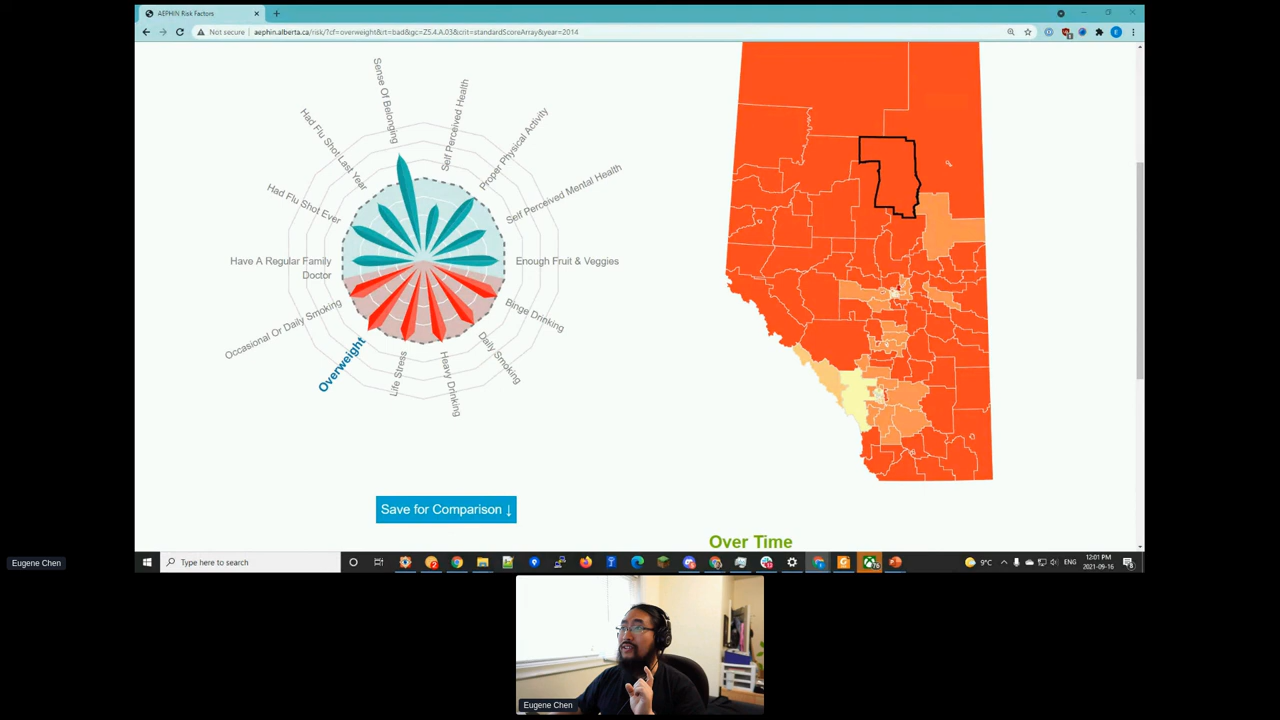 AEPHIN Risk Factors
Not secure
aephin.alberta.ca/risk/?cf=overweight&rt=bad&gc=Z5.4.A.03&crit=standardScoreArray&year=2014
Sense Of Belonging
Self Perceived Health
Had Flu Shot Last Year
Proper Physical Activity
Had Flu Shot Ever
Self Perceived Mental Health
Have A Regular Family
Doctor
Enough Fruit & Veggies
Occasional Or Daily Smoking
Binge Drinking
Overweight
Life Stress
Heavy Drinking
Daily Smoking
Save for Comparison ↓
Over Time
Type here to search
9°C
ENG
12:01 PM
2021-09-16
Eugene Chen
Eugene Chen